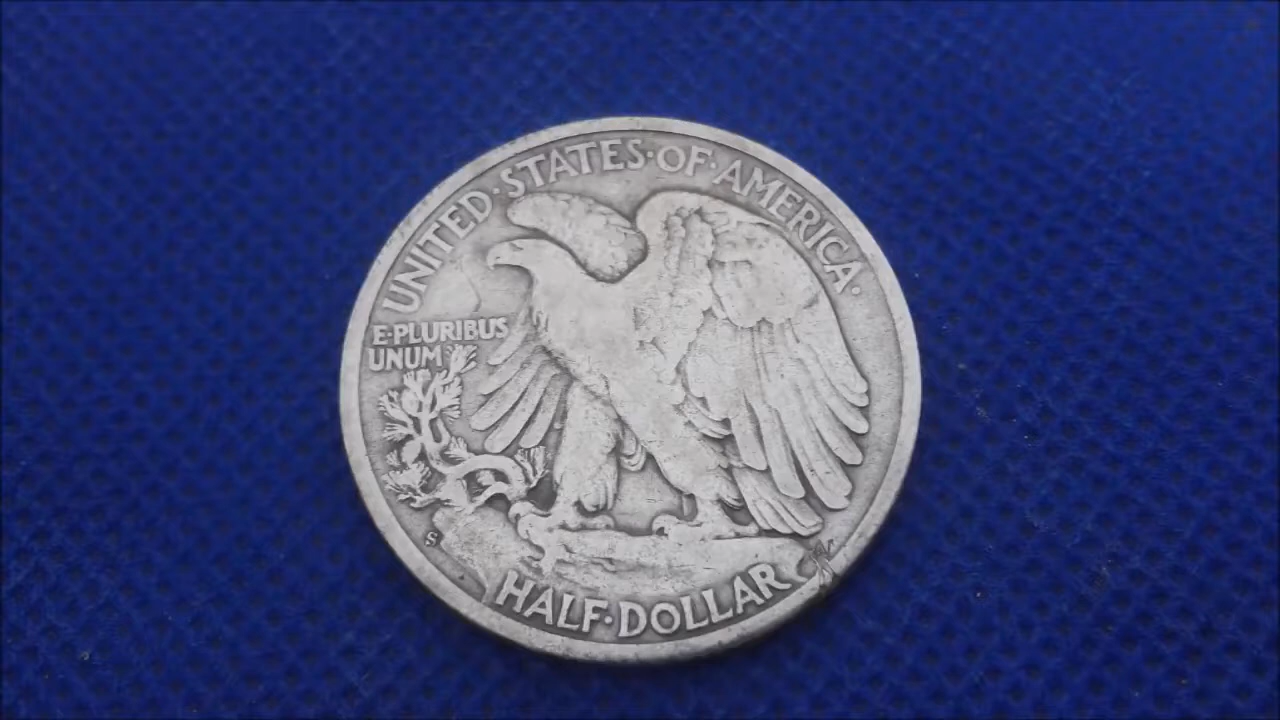 UNITED·STATES·OF·AMERICA·
E·PLURIBUS
UNUM
S
HALF·DOLLAR